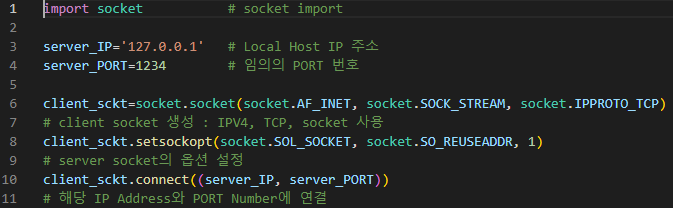 1 import socket # socket import
2
3 server_IP='127.0.0.1' # Local Host IP 주소
4 server_PORT=1234 # 임의의 PORT 번호
5
6 client_sckt=socket.socket(socket.AF_INET, socket.SOCK_STREAM, socket.IPPROTO_TCP)
7 # client socket 생성 : IPV4, TCP, socket 사용
8 client_sckt.setsockopt(socket.SOL_SOCKET, socket.SO_REUSEADDR, 1)
9 # server socket의 옵션 설정
10 client_sckt.connect((server_IP, server_PORT))
11 # 해당 IP Address와 PORT Number에 연결